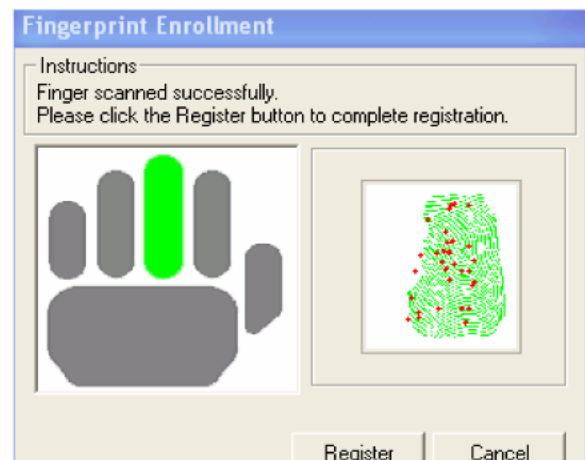 Fingerprint Enrollment
Instructions
Finger scanned successfully.
Please click the Register button to complete registration.
Register
Cancel